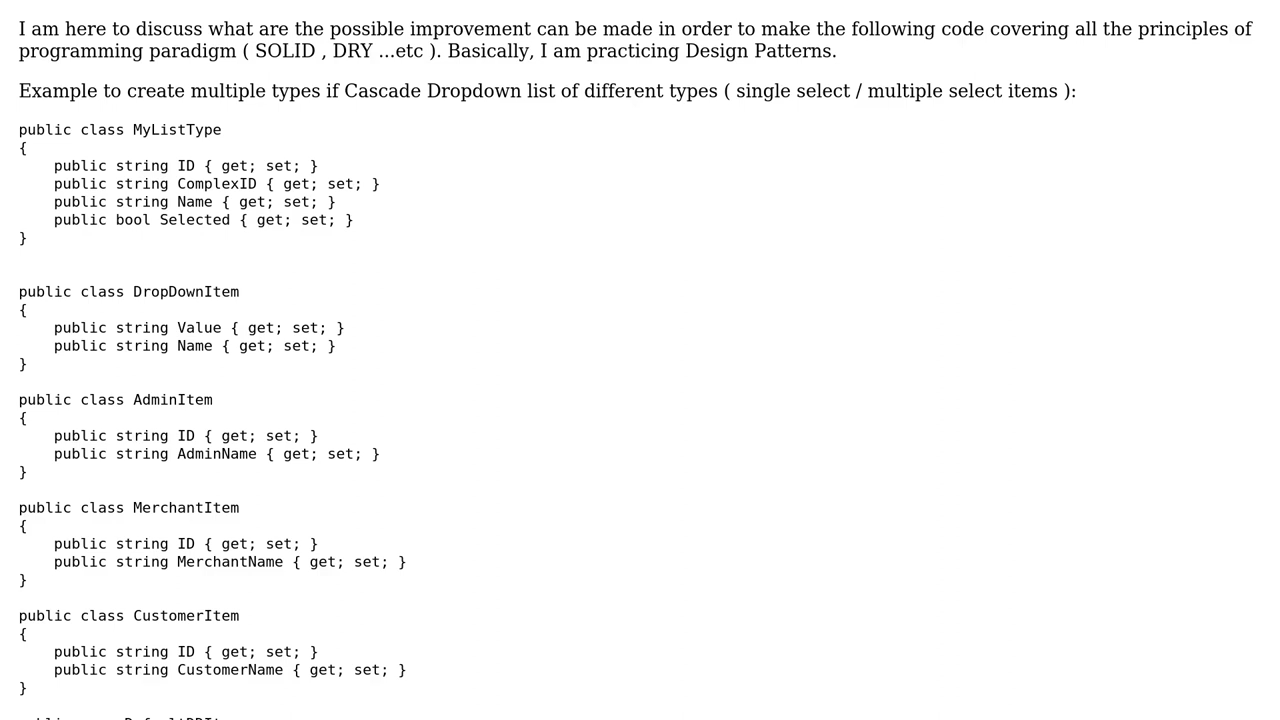 I am here to discuss what are the possible improvement can be made in order to make the following code covering all the principles of
programming paradigm ( SOLID , DRY ...etc ). Basically, I am practicing Design Patterns.
Example to create multiple types if Cascade Dropdown list of different types ( single select / multiple select items ):
public class MyListType
{
    public string ID { get; set; }
    public string ComplexID { get; set; }
    public string Name { get; set; }
    public bool Selected { get; set; }
}
public class DropDownItem
{
    public string Value { get; set; }
    public string Name { get; set; }
}
public class AdminItem
{
    public string ID { get; set; }
    public string AdminName { get; set; }
}
public class MerchantItem
{
    public string ID { get; set; }
    public string MerchantName { get; set; }
}
public class CustomerItem
{
    public string ID { get; set; }
    public string CustomerName { get; set; }
}